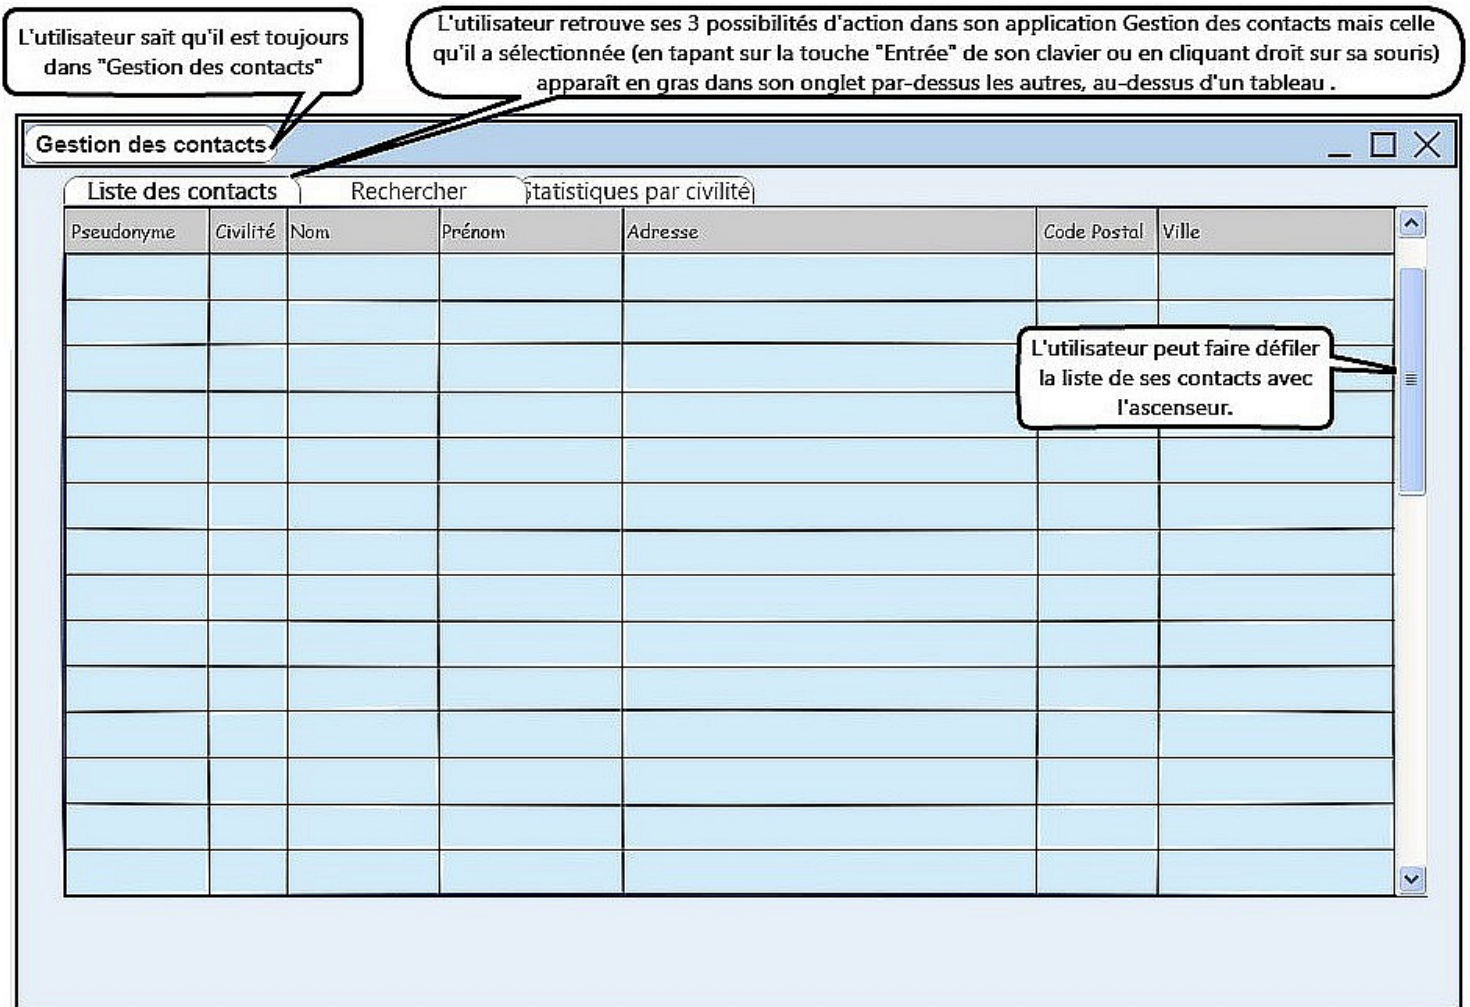 L'utilisateur sait qu'il est toujours
dans "Gestion des contacts"
L'utilisateur retrouve ses 3 possibilités d'action dans son application Gestion des contacts mais celle
qu'il a sélectionnée (en tapant sur la touche "Entrée" de son clavier ou en cliquant droit sur sa souris)
apparaît en gras dans son onglet par-dessus les autres, au-dessus d'un tableau .
Gestion des contacts
Liste des contacts Rechercher Statistiques par civilité
Pseudonyme Civilité Nom Prénom Adresse Code Postal Ville
L'utilisateur peut faire défiler
la liste de ses contacts avec
l'ascenseur.